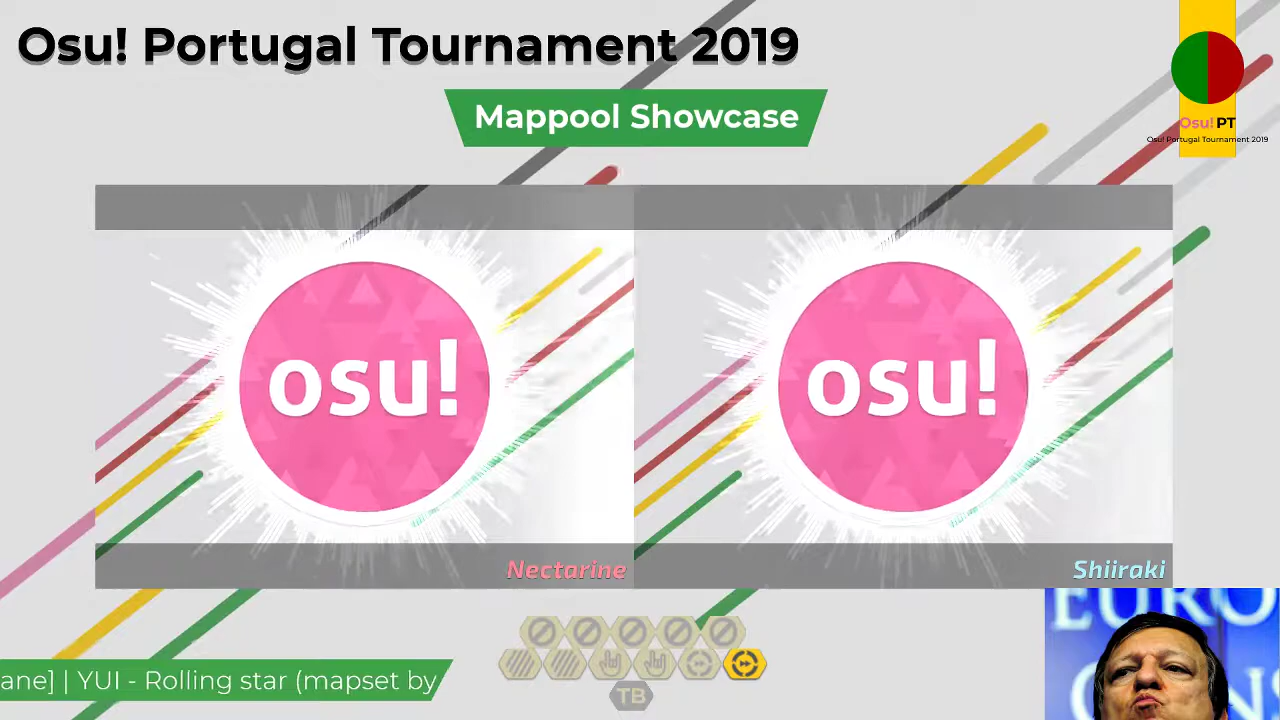 Osu! Portugal Tournament 2019
Mappool Showcase
Osu! PT
Osu! Portugal Tournament 2019
osu!
osu!
Nectarine
Shiiraki
TB
ane] | YUI - Rolling star (mapset by
EURO